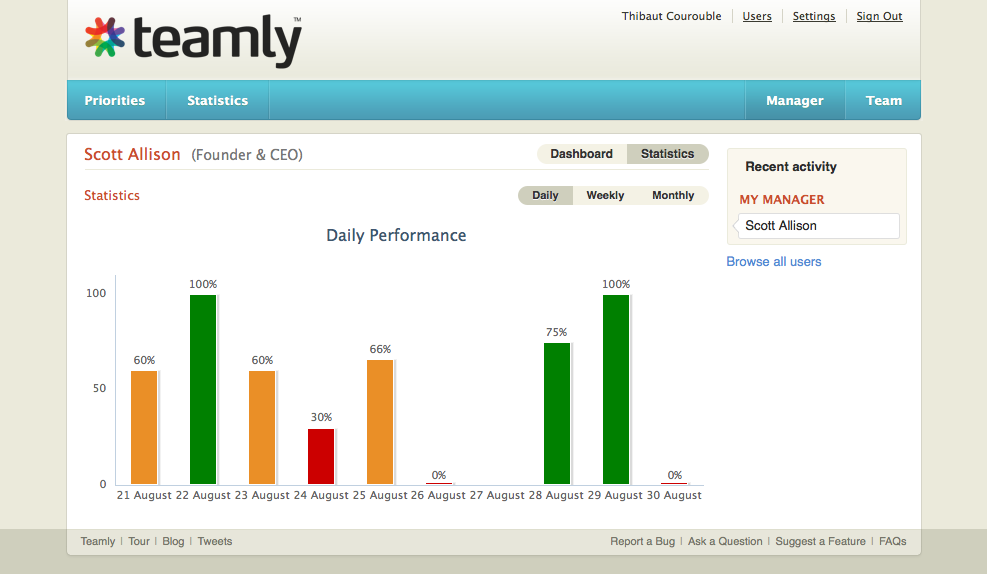 teamly™
Thibaut Courouble Users Settings Sign Out
Priorities Statistics Manager Team
Scott Allison (Founder & CEO) Dashboard Statistics
Statistics Daily Weekly Monthly
Recent activity
MY MANAGER
Scott Allison
Browse all users
Daily Performance
100
50
0
60%
100%
60%
30%
66%
0%
75%
100%
0%
21 August 22 August 23 August 24 August 25 August 26 August 27 August 28 August 29 August 30 August
Teamly | Tour | Blog | Tweets
Report a Bug | Ask a Question | Suggest a Feature | FAQs